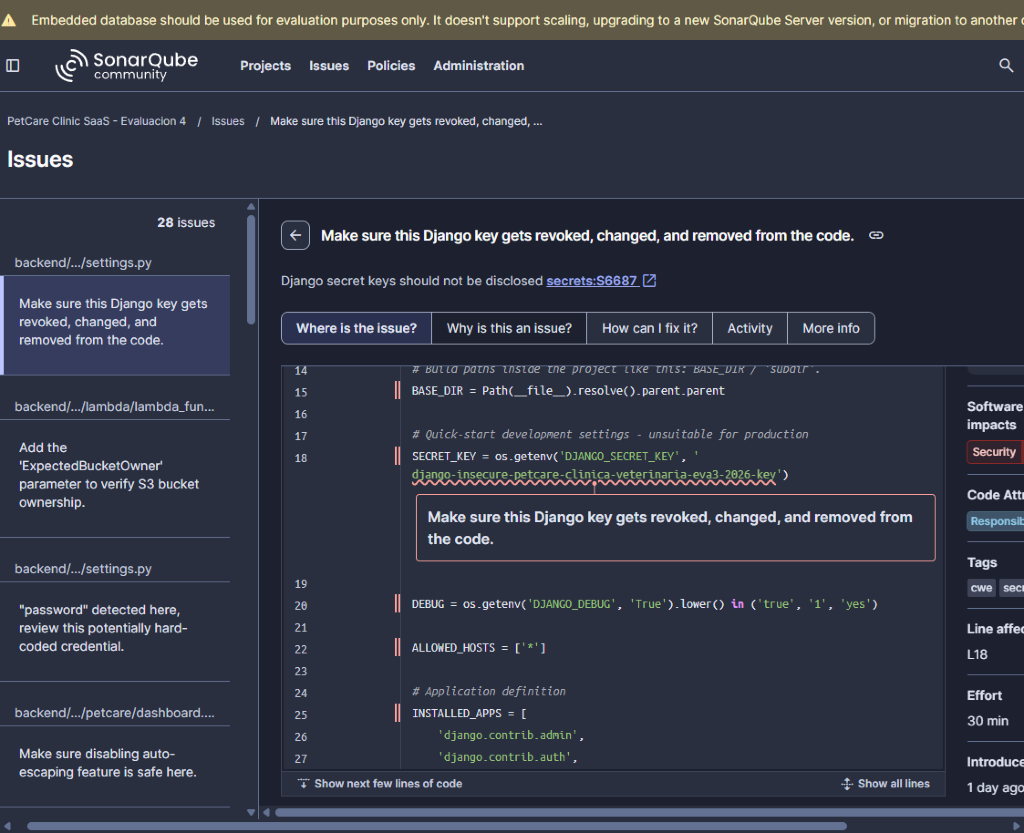 Embedded database should be used for evaluation purposes only. It doesn't support scaling, upgrading to a new SonarQube Server version, or migration to another
SonarQube
community
Projects Issues Policies Administration
PetCare Clinic SaaS - Evaluacion 4 / Issues / Make sure this Django key gets revoked, changed, ...
Issues
28 issues
backend/.../settings.py
Make sure this Django key gets
revoked, changed, and
removed from the code.
backend/.../lambda/lambda_fun...
Add the
'ExpectedBucketOwner'
parameter to verify S3 bucket
ownership.
backend/.../settings.py
"password" detected here,
review this potentially hard-
coded credential.
backend/.../petcare/dashboard....
Make sure disabling auto-
escaping feature is safe here.
Make sure this Django key gets revoked, changed, and removed from the code.
Django secret keys should not be disclosed secrets:S6687
Where is the issue? Why is this an issue? How can I fix it? Activity More info
14 # Build paths inside the project like this: BASE_DIR / 'subdir'.
15 BASE_DIR = Path(__file__).resolve().parent.parent
16
17 # Quick-start development settings - unsuitable for production
18 SECRET_KEY = os.getenv('DJANGO_SECRET_KEY', '
django-insecure-petcare-clinica-veterinaria-eva3-2026-key')
Make sure this Django key gets revoked, changed, and removed from
the code.
19
20 DEBUG = os.getenv('DJANGO_DEBUG', 'True').lower() in ('true', '1', 'yes')
21
22 ALLOWED_HOSTS = ['*']
23
24 # Application definition
25 INSTALLED_APPS = [
26 'django.contrib.admin',
27 'django.contrib.auth',
Show next few lines of code Show all lines
Software
impacts
Security
Code Attr
Responsib
Tags
cwe secr
Line affec
L18
Effort
30 min
Introduce
1 day ago